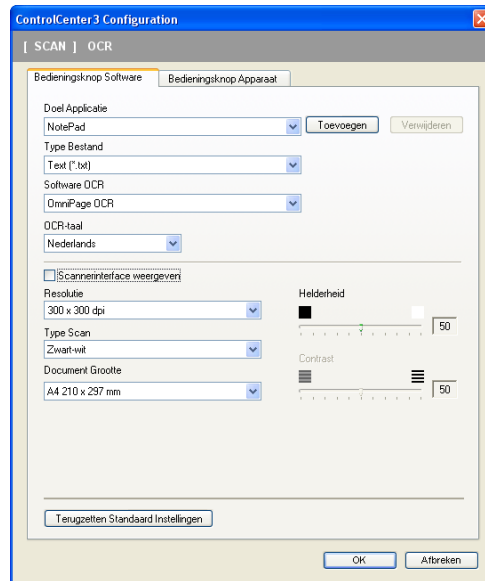 ControlCenter3 Configuration
[ SCAN ] OCR
Bedieningsknop Software
Bedieningsknop Apparaat
Doel Applicatie
NotePad
Toevoegen
Verwijderen
Type Bestand
Text (*.txt)
Software OCR
OmniPage OCR
OCR-taal
Nederlands
Scannerinterface weergeven
Resolutie
300 x 300 dpi
Type Scan
Zwart-wit
Document Grootte
A4 210 x 297 mm
Helderheid
50
Contrast
50
Terugzetten Standaard Instellingen
OK
Afbreken